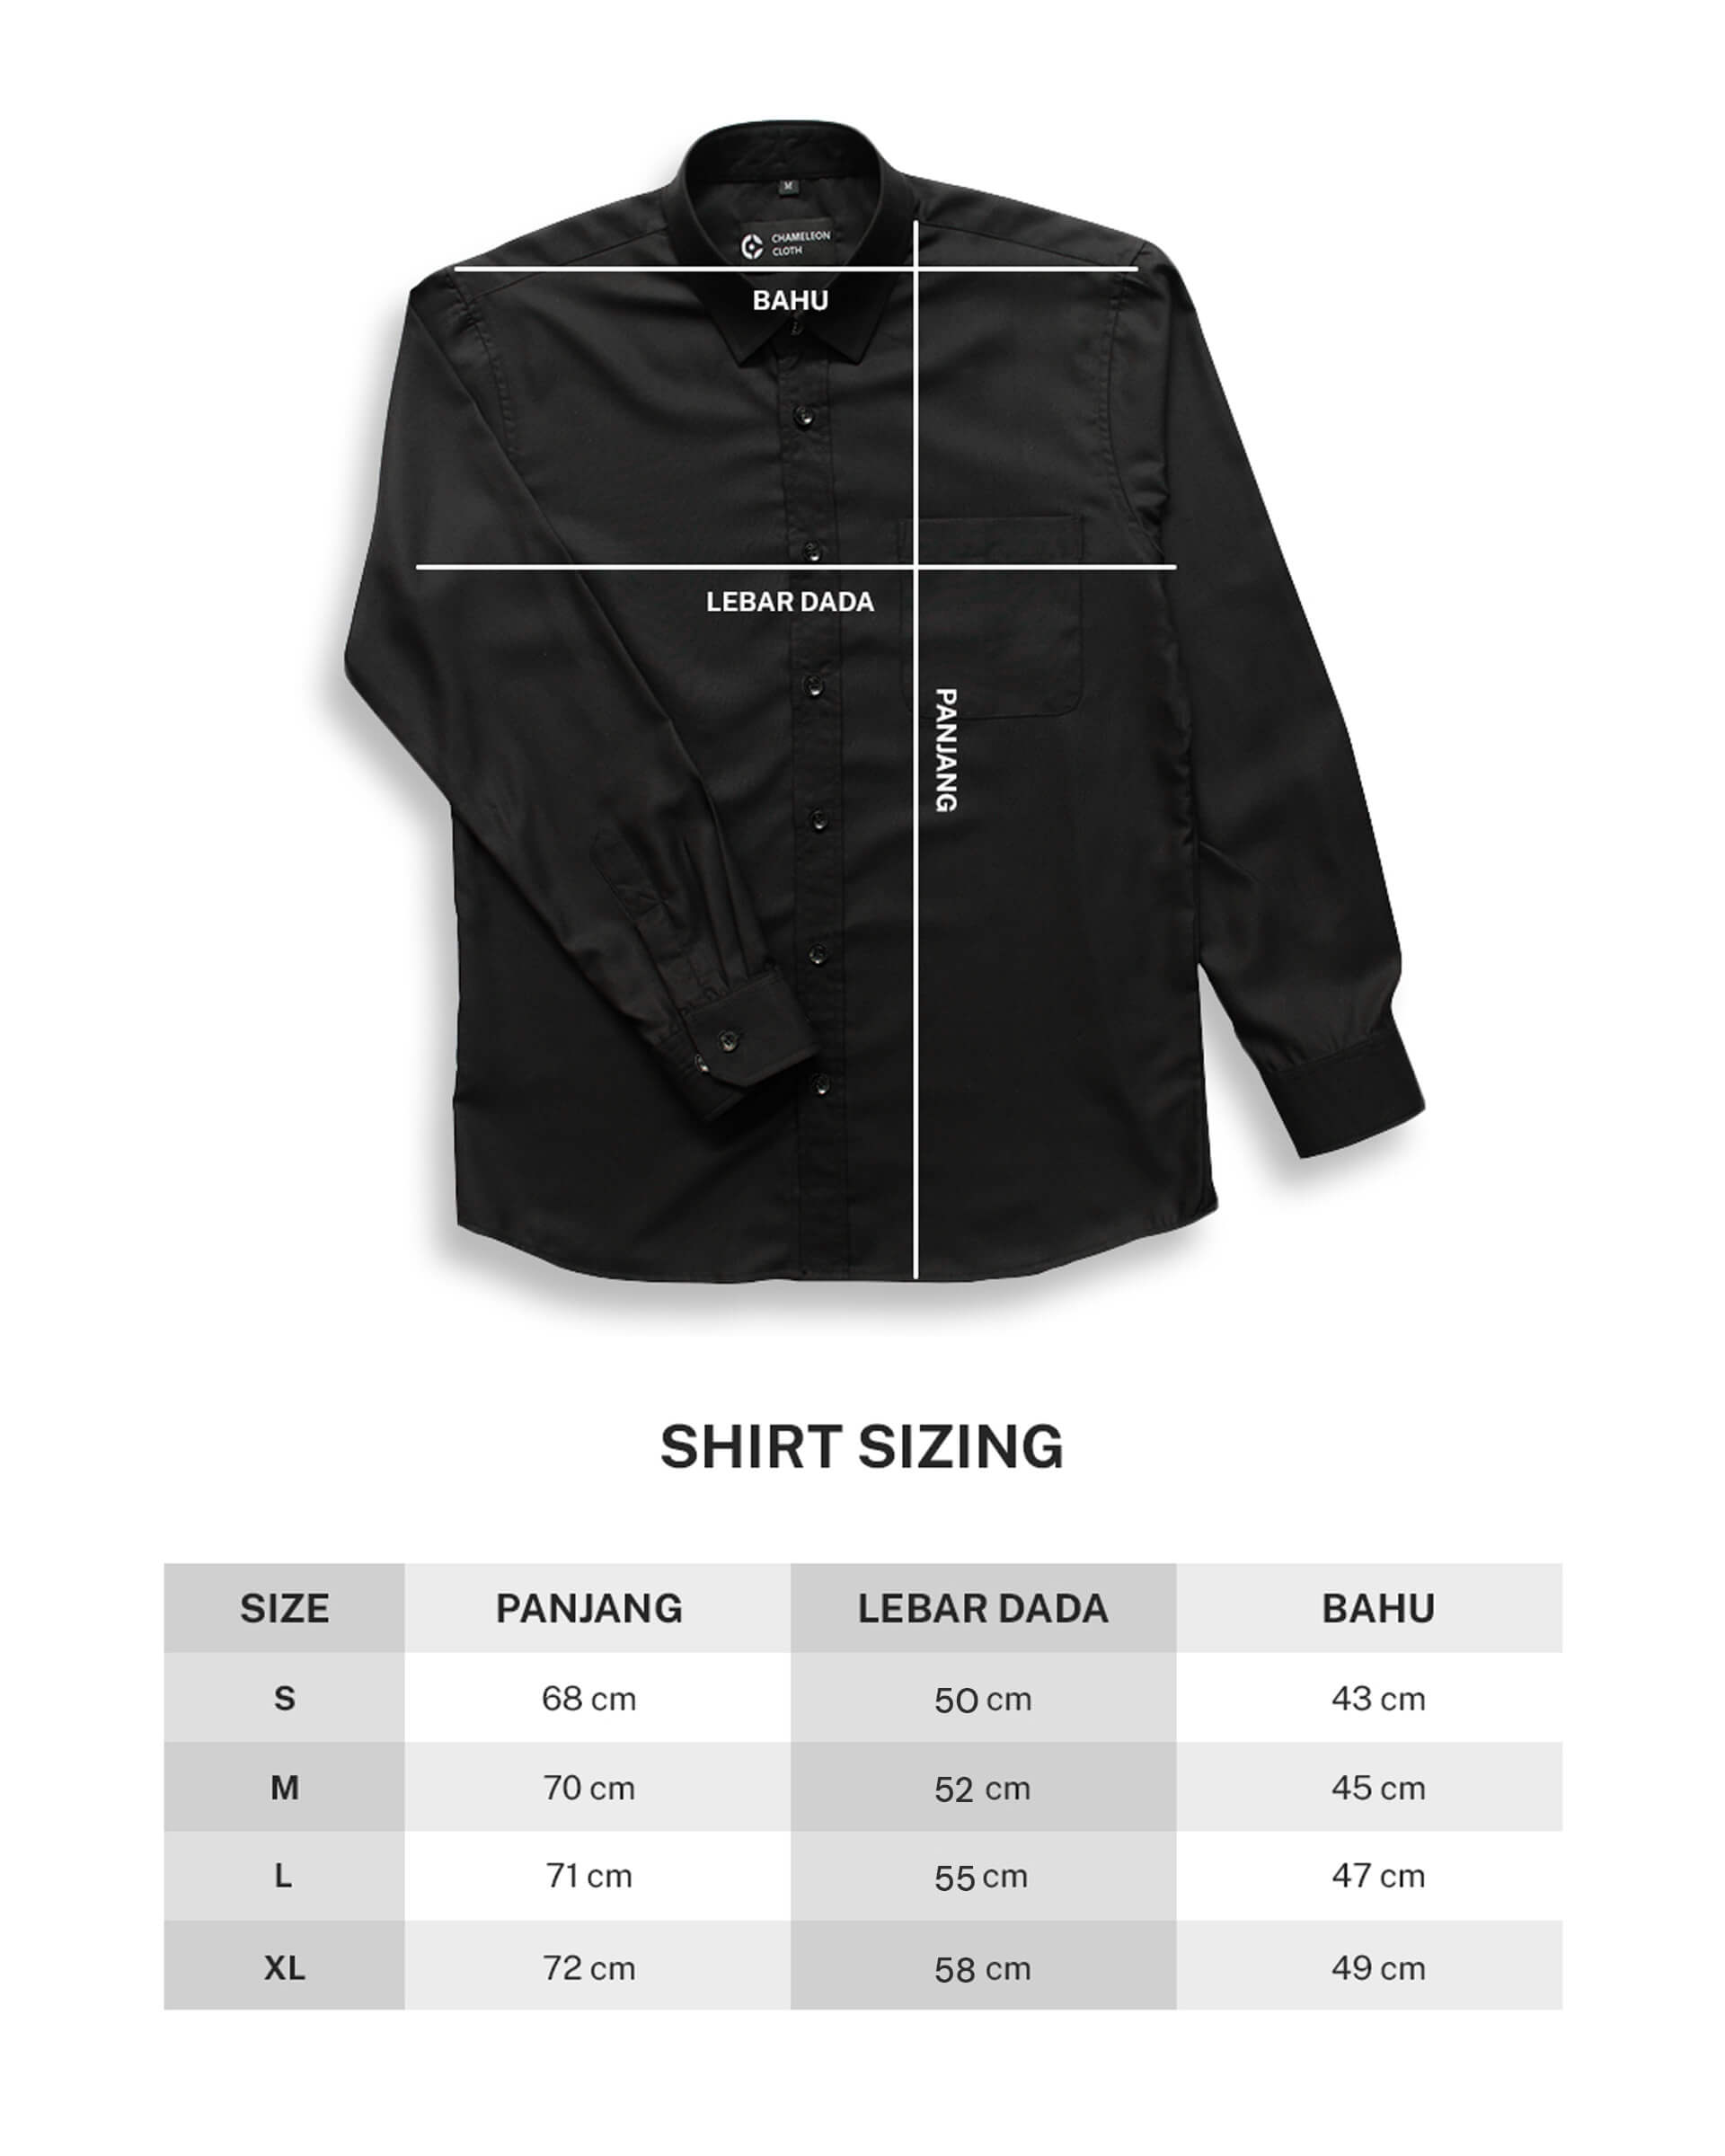 M
CHAMELEON
CLOTH
BAHU
LEBAR DADA
PANJANG
SHIRT SIZING
SIZE PANJANG LEBAR DADA BAHU
S 68 cm 50 cm 43 cm
M 70 cm 52 cm 45 cm
L 71 cm 55 cm 47 cm
XL 72 cm 58 cm 49 cm